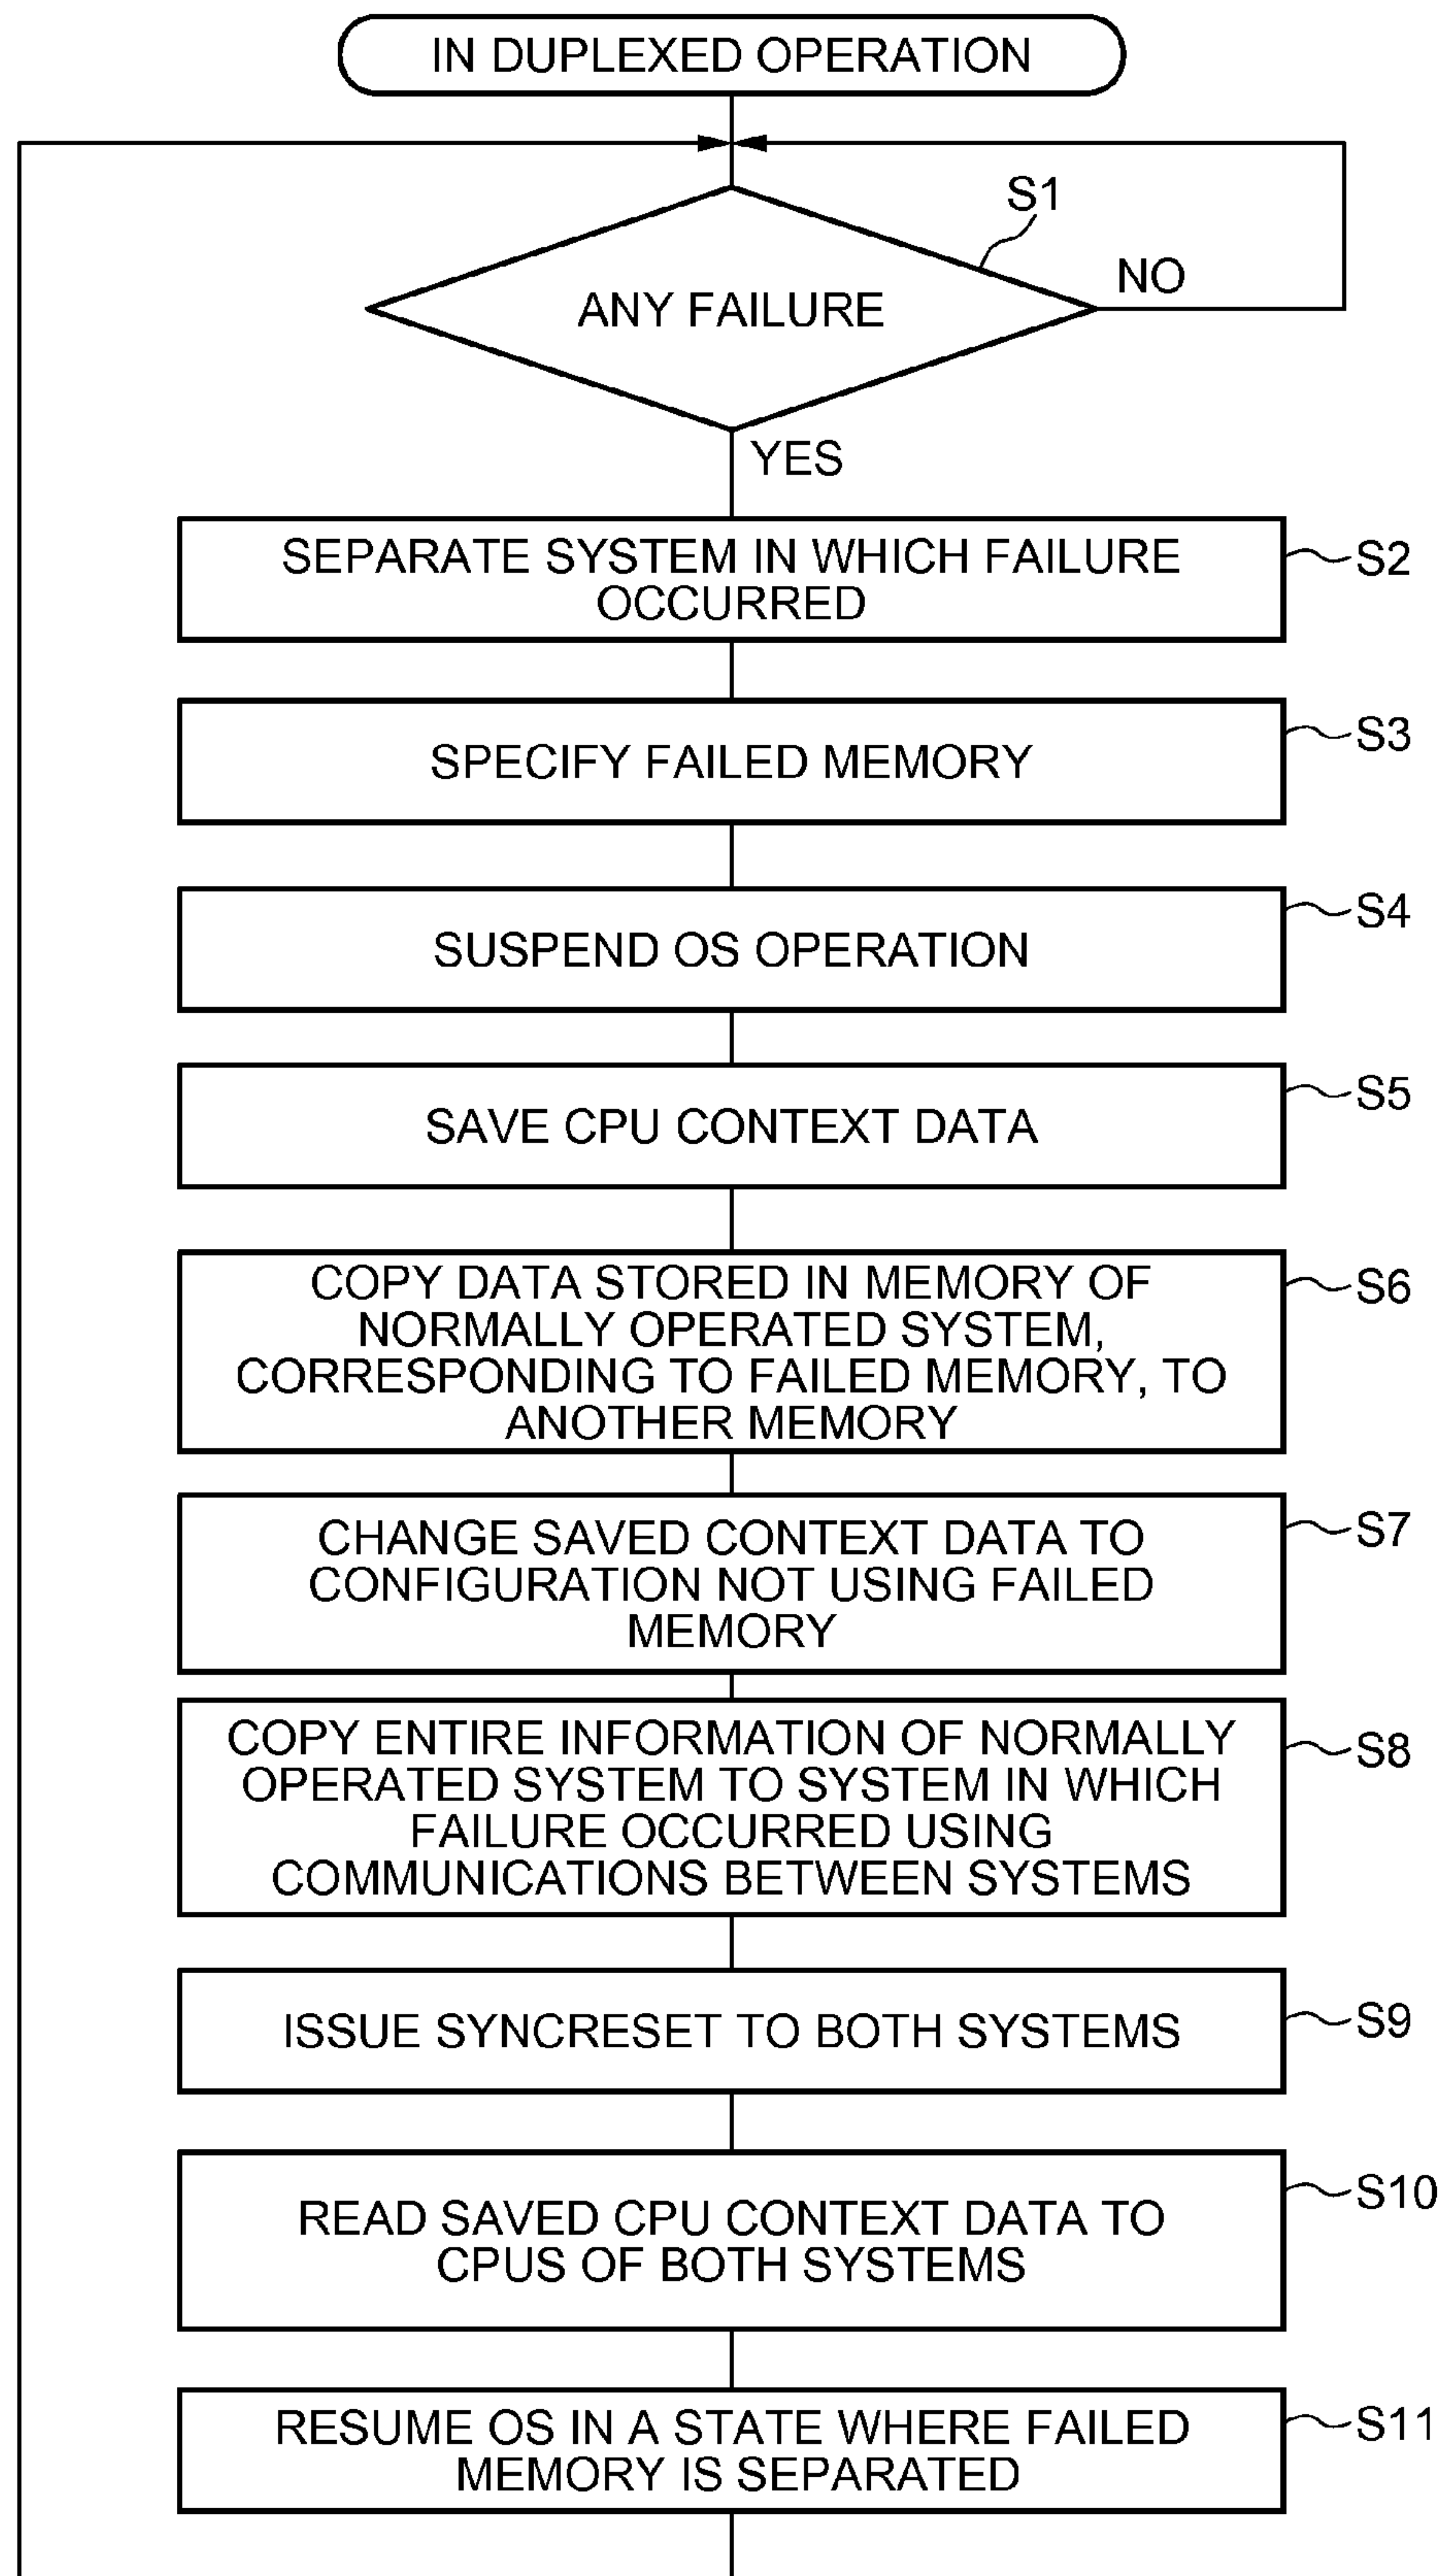 IN DUPLEXED OPERATION
S1
NO
ANY FAILURE
YES
SEPARATE SYSTEM IN WHICH FAILURE
OCCURRED
S2
SPECIFY FAILED MEMORY
S3
SUSPEND OS OPERATION
S4
SAVE CPU CONTEXT DATA
S5
COPY DATA STORED IN MEMORY OF
NORMALLY OPERATED SYSTEM,
CORRESPONDING TO FAILED MEMORY, TO
ANOTHER MEMORY
S6
CHANGE SAVED CONTEXT DATA TO
CONFIGURATION NOT USING FAILED
MEMORY
S7
COPY ENTIRE INFORMATION OF NORMALLY
OPERATED SYSTEM TO SYSTEM IN WHICH
FAILURE OCCURRED USING
COMMUNICATIONS BETWEEN SYSTEMS
S8
ISSUE SYNCRESET TO BOTH SYSTEMS
S9
READ SAVED CPU CONTEXT DATA TO
CPUS OF BOTH SYSTEMS
S10
RESUME OS IN A STATE WHERE FAILED
MEMORY IS SEPARATED
S11